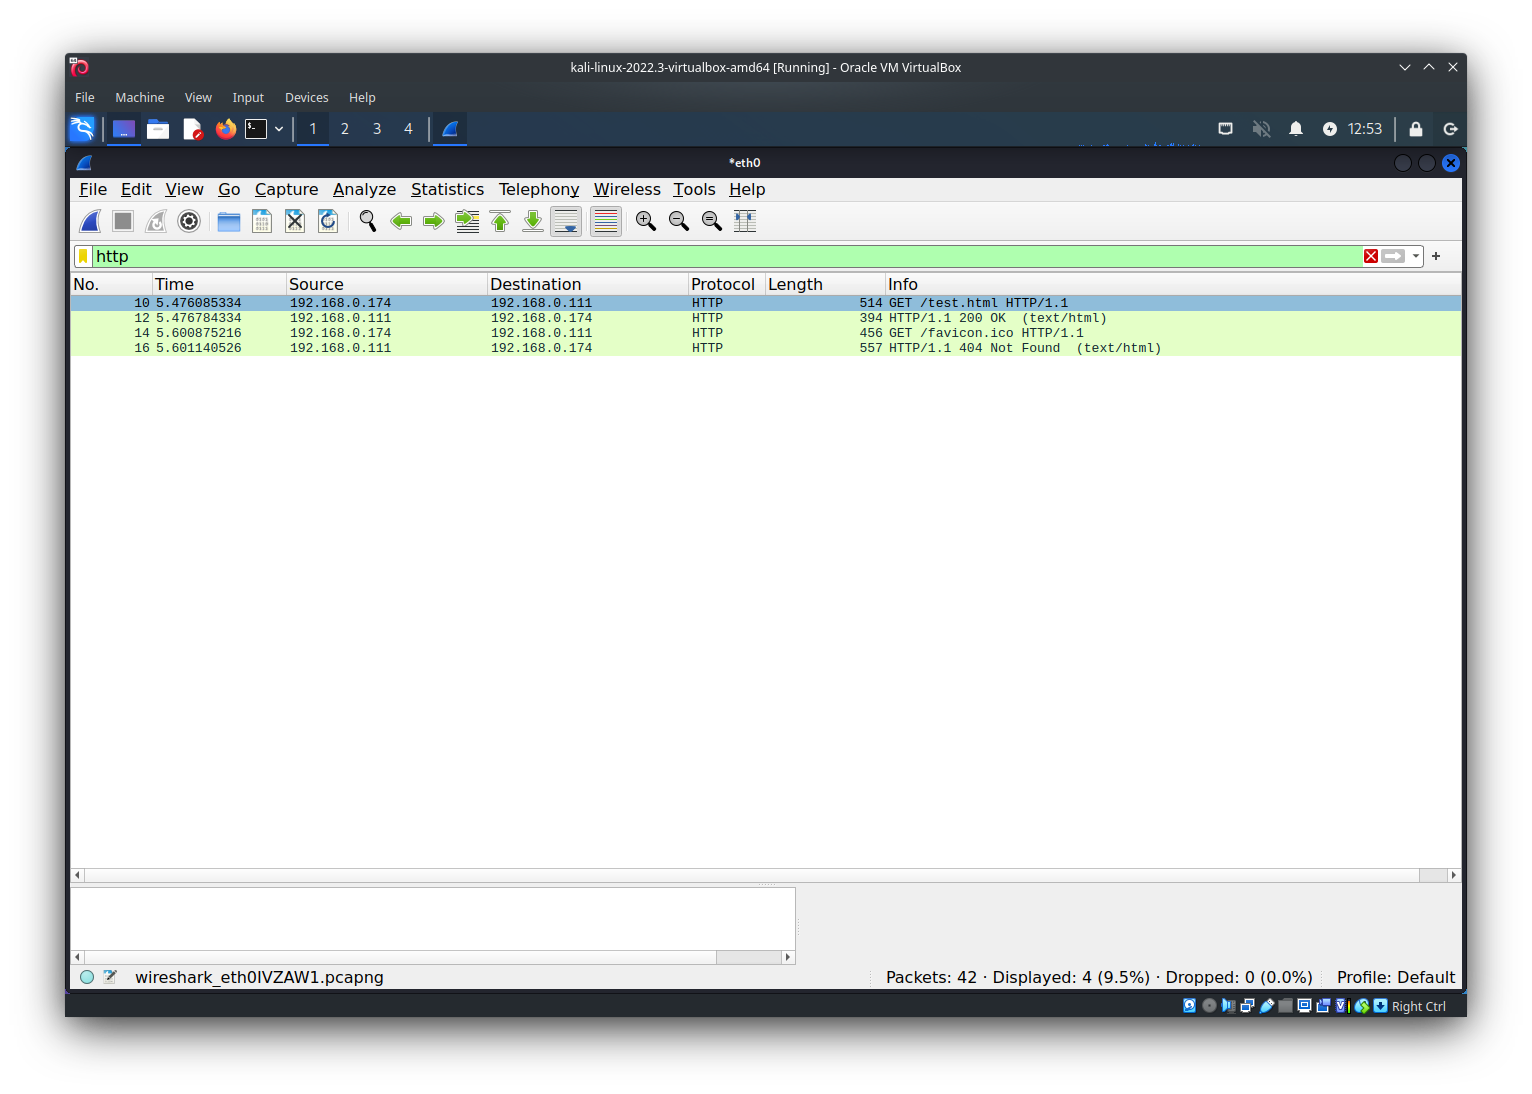 kali-linux-2022.3-virtualbox-amd64 [Running] - Oracle VM VirtualBox
File Machine View Input Devices Help
1 2 3 4 12:53
*eth0
File Edit View Go Capture Analyze Statistics Telephony Wireless Tools Help
http
No. Time Source Destination Protocol Length Info
10 5.476085334 192.168.0.174 192.168.0.111 HTTP 514 GET /test.html HTTP/1.1
12 5.476784334 192.168.0.111 192.168.0.174 HTTP 394 HTTP/1.1 200 OK (text/html)
14 5.600875216 192.168.0.174 192.168.0.111 HTTP 456 GET /favicon.ico HTTP/1.1
16 5.601140526 192.168.0.111 192.168.0.174 HTTP 557 HTTP/1.1 404 Not Found (text/html)
wireshark_eth0IVZAW1.pcapng Packets: 42 · Displayed: 4 (9.5%) · Dropped: 0 (0.0%) Profile: Default
Right Ctrl